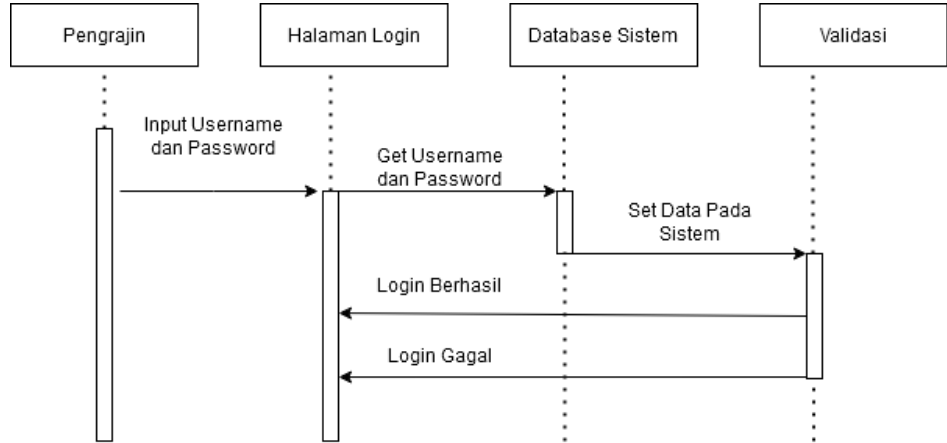 Pengrajin
Halaman Login
Database Sistem
Validasi
Input Username
dan Password
Get Username
dan Password
Set Data Pada
Sistem
Login Berhasil
Login Gagal